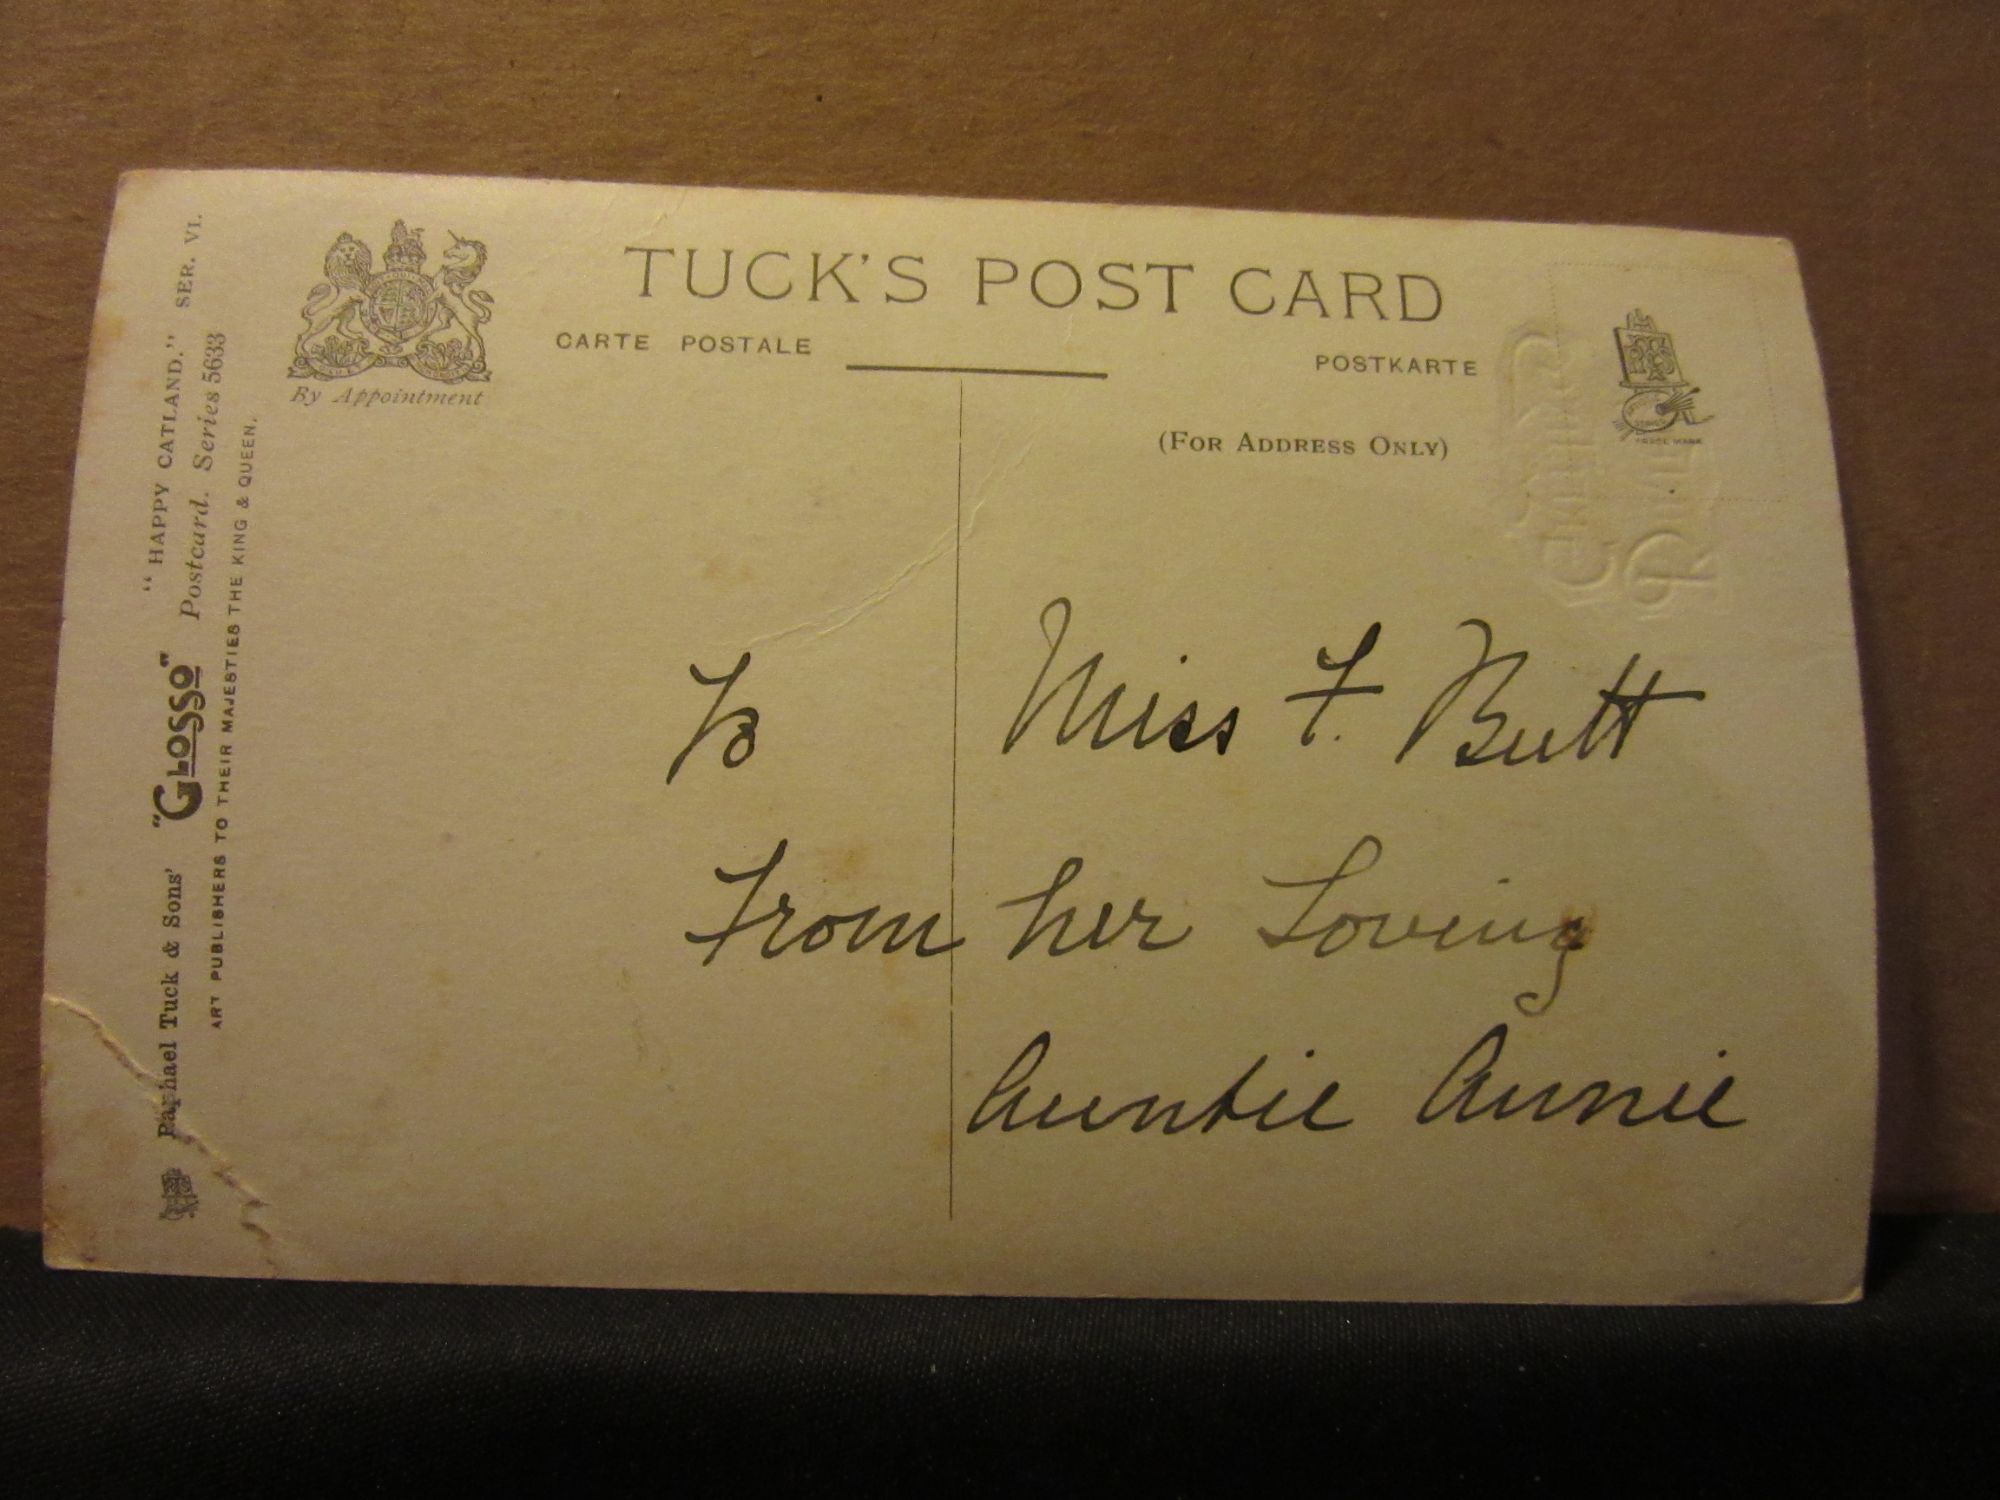 TUCK'S POST CARD
CARTE POSTALE
POSTKARTE
By Appointment
(FOR ADDRESS ONLY)
TRADE MARK
To Miss F. Butt
From her Loving
Auntie Annie
Raphael Tuck & Sons' "GLOSSO" Postcard. Series 5633
"HAPPY CATLAND." SER. VI.
ART PUBLISHERS TO THEIR MAJESTIES THE KING & QUEEN.